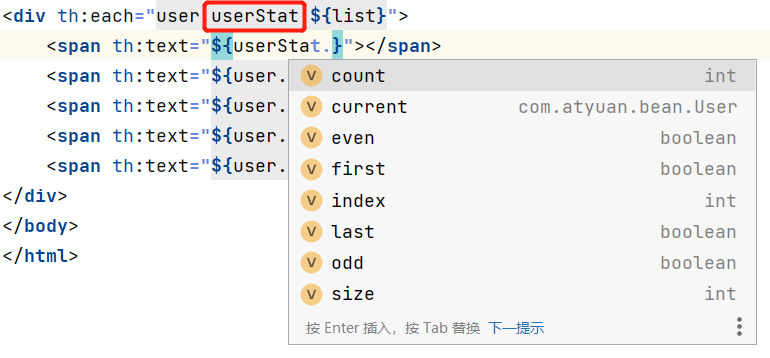 <div th:each="user userStat ${list}">
<span th:text="${userStat.}"></span>
<span th:text="${user.
<span th:text="${user.
<span th:text="${user.
<span th:text="${user.
</div>
</body>
</html>
V count int
V current com.atyuan.bean.User
V even boolean
V first boolean
V index int
V last boolean
V odd boolean
V size int
按 Enter 插入，按 Tab 替换 下一提示